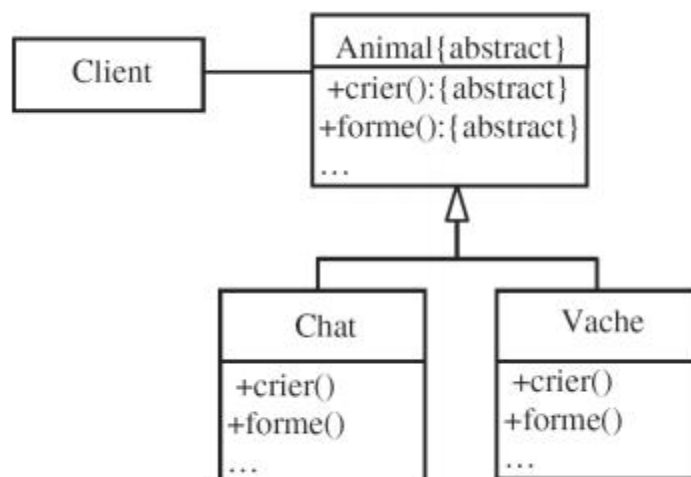 Client
Animal{abstract}
+crier():{abstract}
+forme():{abstract}
...
Chat
+crier()
+forme()
...
Vache
+crier()
+forme()
...